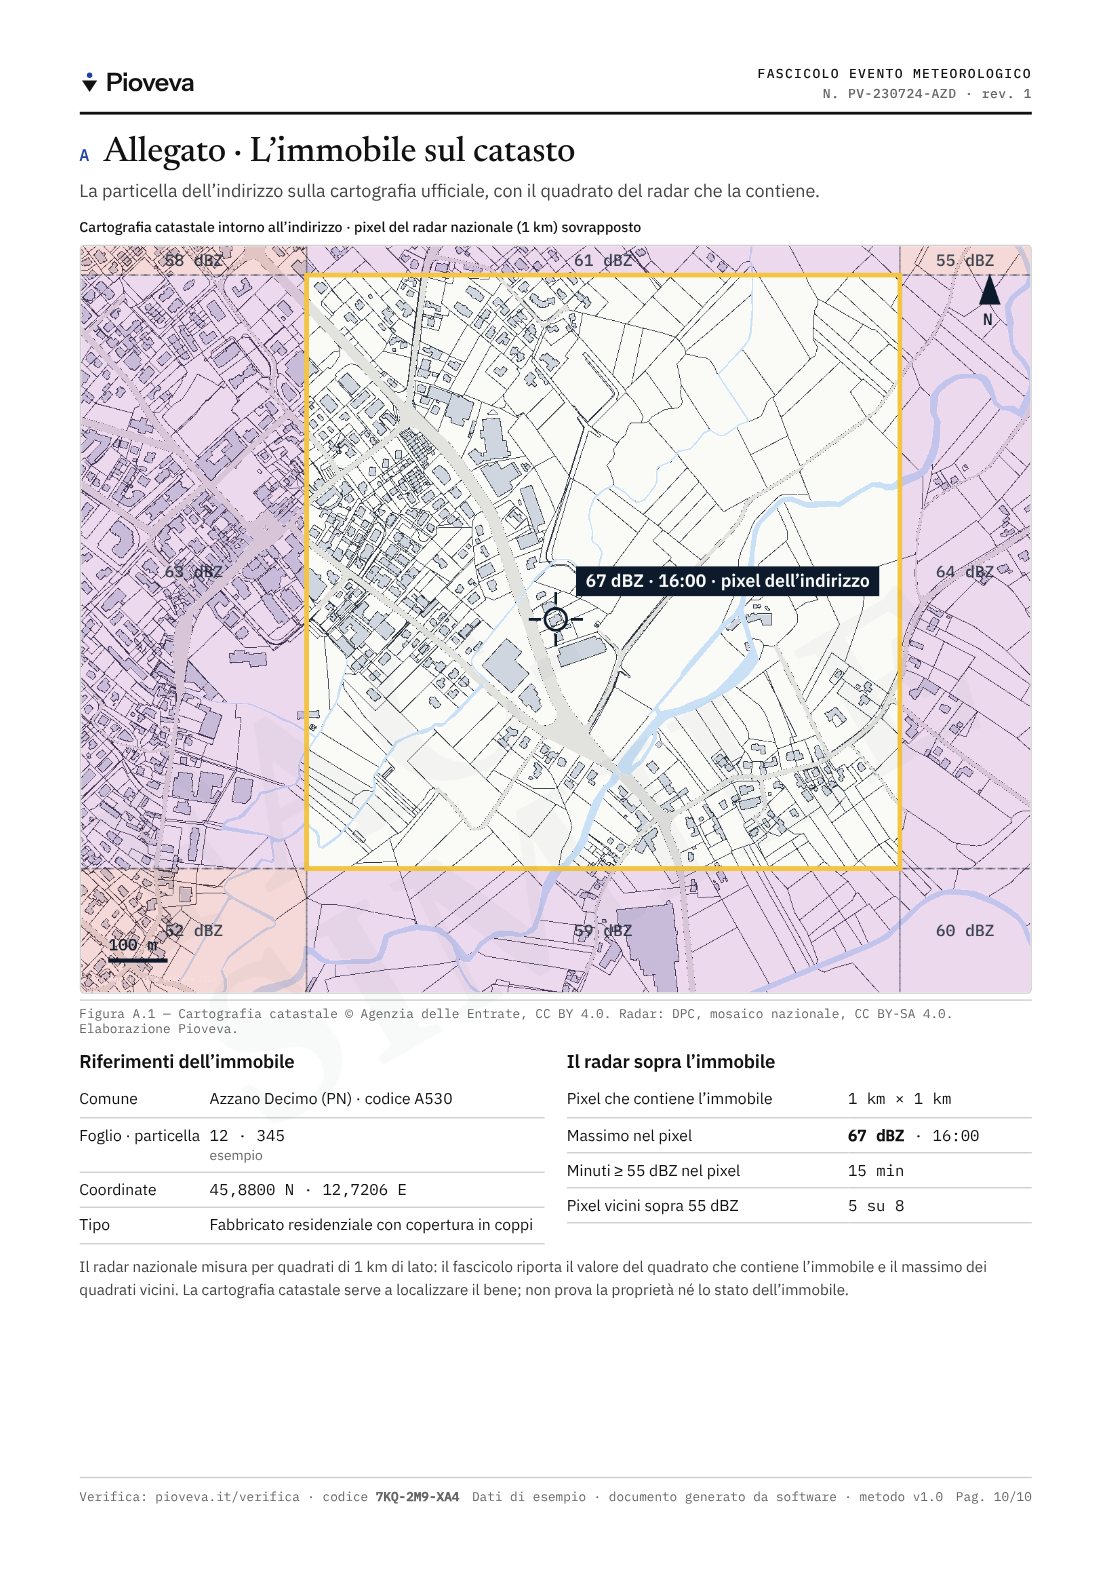 Pioveva
FASCICOLO EVENTO METEOROLOGICO
N. PV-230724-AZD · rev. 1
A Allegato · L’immobile sul catasto
La particella dell’indirizzo sulla cartografia ufficiale, con il quadrato del radar che la contiene.
Cartografia catastale intorno all’indirizzo · pixel del radar nazionale (1 km) sovrapposto
58 dBZ
61 dBZ
55 dBZ
N
67 dBZ · 16:00 · pixel dell’indirizzo
63 dBZ
64 dBZ
52 dBZ
59 dBZ
60 dBZ
100 m
Figura A.1 — Cartografia catastale © Agenzia delle Entrate, CC BY 4.0. Radar: DPC, mosaico nazionale, CC BY-SA 4.0.
Elaborazione Pioveva.
Riferimenti dell’immobile
Comune Azzano Decimo (PN) · codice A530
Foglio · particella 12 · 345
esempio
Coordinate 45,8800 N · 12,7206 E
Tipo Fabbricato residenziale con copertura in coppi
Il radar sopra l’immobile
Pixel che contiene l’immobile 1 km × 1 km
Massimo nel pixel 67 dBZ · 16:00
Minuti ≥ 55 dBZ nel pixel 15 min
Pixel vicini sopra 55 dBZ 5 su 8
Il radar nazionale misura per quadrati di 1 km di lato: il fascicolo riporta il valore del quadrato che contiene l’immobile e il massimo dei
quadrati vicini. La cartografia catastale serve a localizzare il bene; non prova la proprietà né lo stato dell’immobile.
Verifica: pioveva.it/verifica · codice 7KQ-2M9-XA4 Dati di esempio · documento generato da software · metodo v1.0 Pag. 10/10